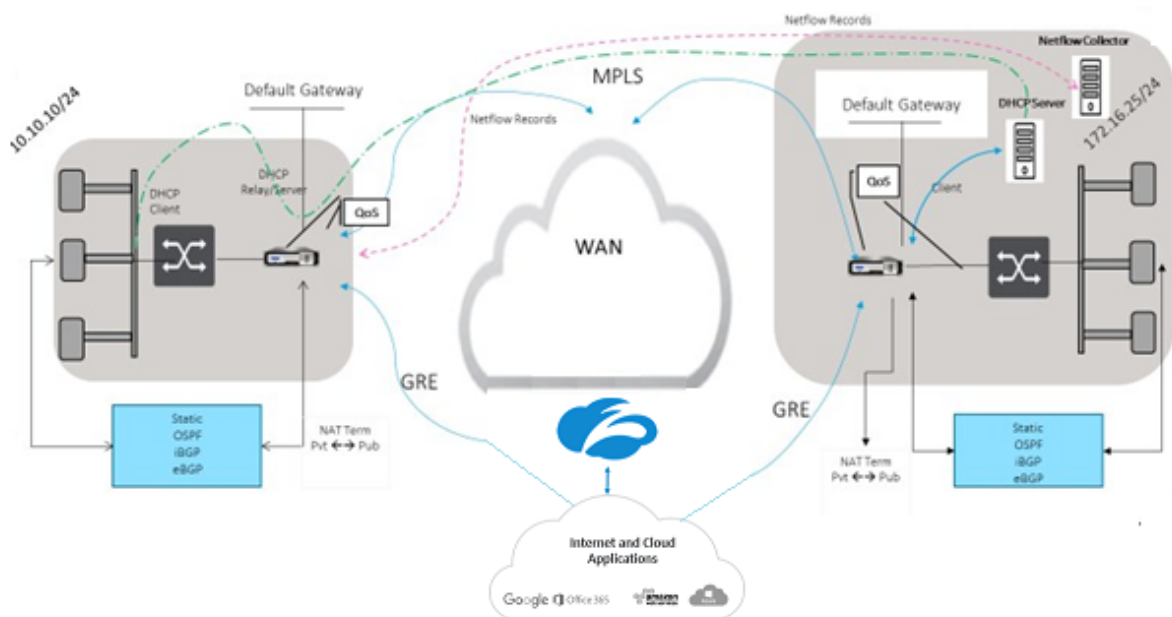 Netflow Records
Netflow Collector
MPLS
Default Gateway
Default Gateway
DHCP Server
10.10.10/24
172.16.25/24
Netflow Records
DHCP
Relay/Server
DHCP
Client
QoS
QoS
Client
WAN
GRE
GRE
Static
OSPF
iBGP
eBGP
NAT Term
Pvt ←→ Pub
NAT Term
Pvt ←→ Pub
Static
OSPF
iBGP
eBGP
Internet and Cloud
Applications
Google
Office 365
amazon